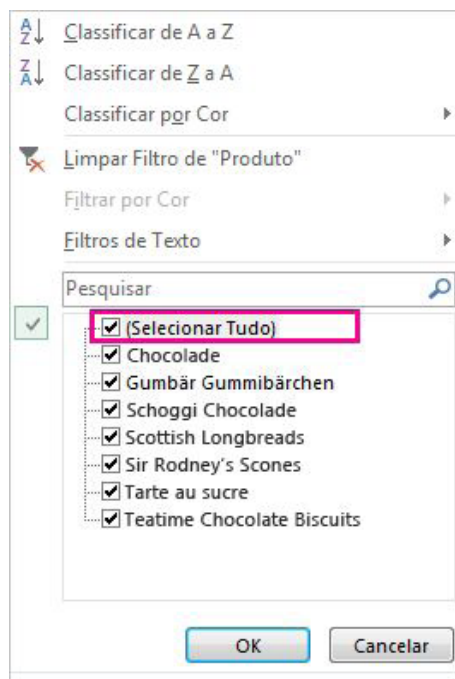 Classificar de A a Z
Classificar de Z a A
Classificar por Cor
Limpar Filtro de "Produto"
Filtrar por Cor
Filtros de Texto
Pesquisar
(Selecionar Tudo)
Chocolade
Gumbär Gummibärchen
Schoggi Chocolade
Scottish Longbreads
Sir Rodney's Scones
Tarte au sucre
Teatime Chocolate Biscuits
OK Cancelar